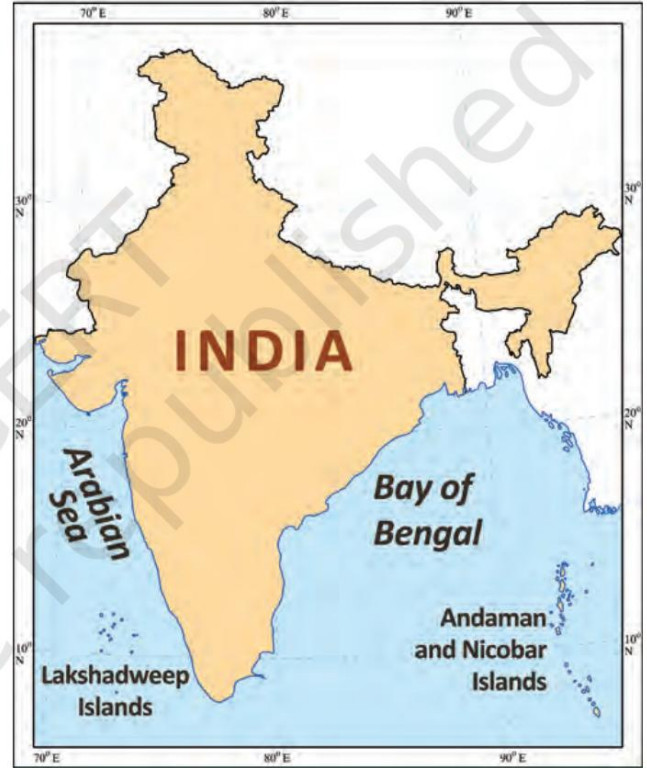 70° E 80° E 90° E
30° N
30° N
INDIA
20° N
20° N
Arabian
Sea
Bay of
Bengal
Andaman
and Nicobar
Islands
10° N
10° N
Lakshadweep
Islands
70° E 80° E 90° E
republished